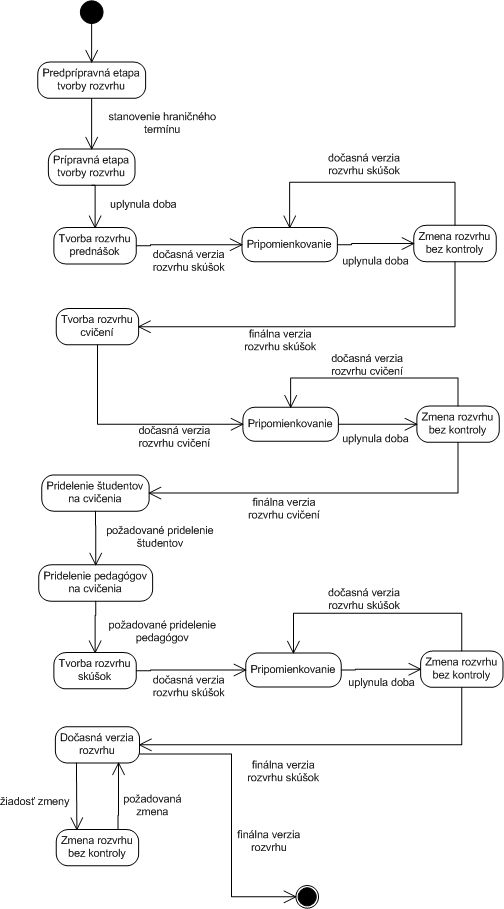 Predprípravná etapa
tvorby rozvrhu
stanovenie hraničného
termínu
Prípravná etapa
tvorby rozvrhu
uplynula doba
dočasná verzia
rozvrhu skúšok
Tvorba rozvrhu
prednášok
dočasná verzia
rozvrhu skúšok
Pripomienkovanie
uplynula doba
Zmena rozvrhu
bez kontroly
Tvorba rozvrhu
cvičení
finálna verzia
rozvrhu skúšok
dočasná verzia
rozvrhu cvičení
dočasná verzia
rozvrhu cvičení
Pripomienkovanie
uplynula doba
Zmena rozvrhu
bez kontroly
Pridelenie študentov
na cvičenia
finálna verzia
rozvrhu cvičení
požadované pridelenie
študentov
Pridelenie pedagógov
na cvičenia
požadované pridelenie
pedagógov
dočasná verzia
rozvrhu skúšok
Tvorba rozvrhu
skúšok
dočasná verzia
rozvrhu skúšok
Pripomienkovanie
uplynula doba
Zmena rozvrhu
bez kontroly
Dočasná verzia
rozvrhu
finálna verzia
rozvrhu skúšok
žiadosť zmeny
požadovaná
zmena
Zmena rozvrhu
bez kontroly
finálna verzia
rozvrhu